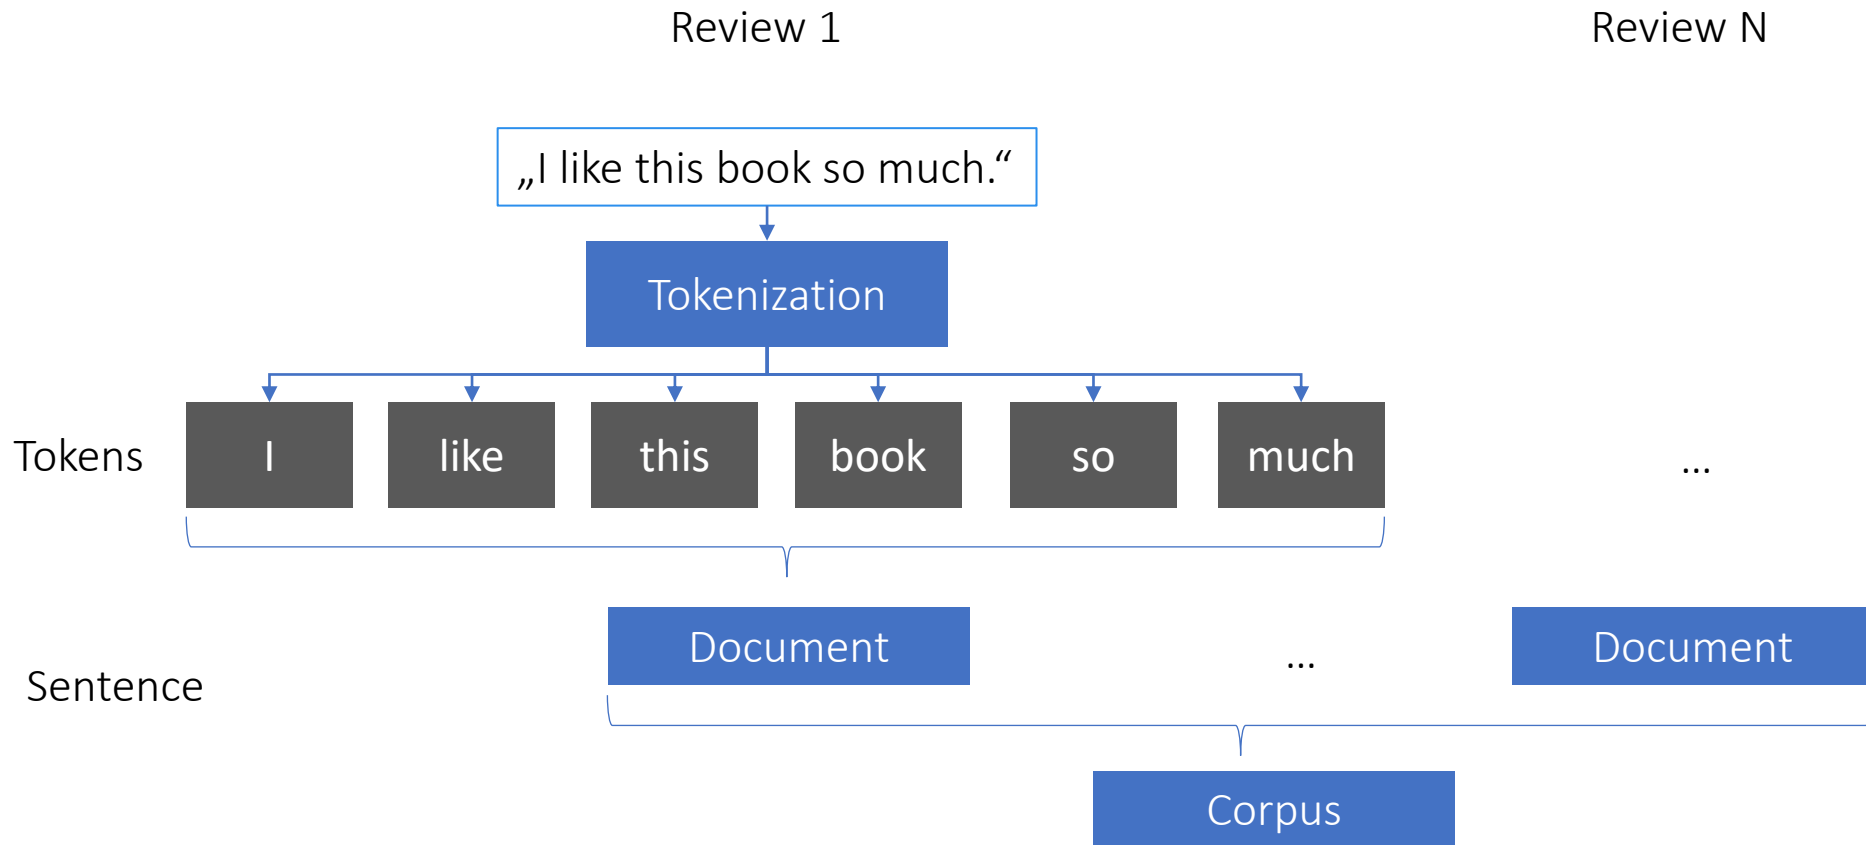 Review 1
Review N
„I like this book so much.“
Tokenization
Tokens
I
like
this
book
so
much
...
Document
...
Document
Sentence
Corpus